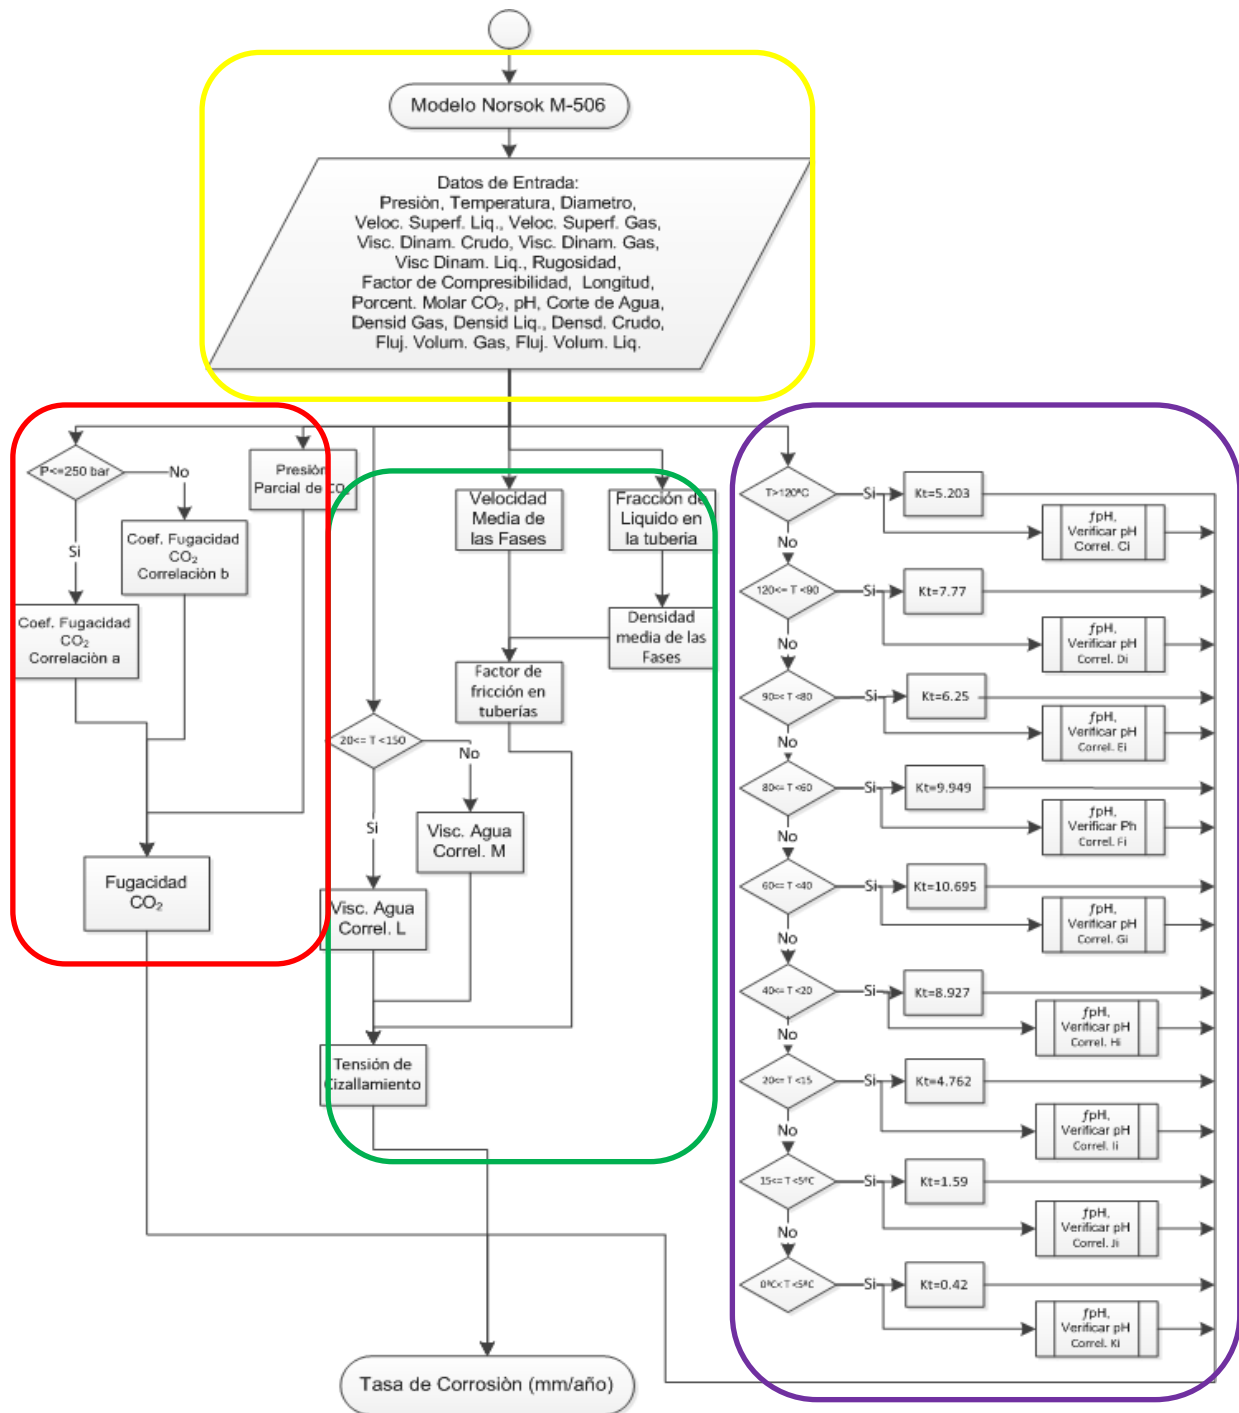 Modelo Norsok M-506
Datos de Entrada:
Presiòn, Temperatura, Diametro,
Veloc. Superf. Liq., Veloc. Superf. Gas,
Visc. Dinam. Crudo, Visc. Dinam. Gas,
Visc Dinam. Liq., Rugosidad,
Factor de Compresibilidad, Longitud,
Porcent. Molar CO₂, pH, Corte de Agua,
Densid Gas, Densid Liq., Densd. Crudo,
Fluj. Volum. Gas, Fluj. Volum. Liq.
P<=250 bar
No
Si
Coef. Fugacidad
CO₂
Correlaciòn b
Coef. Fugacidad
CO₂
Correlaciòn a
Presiòn
Parcial de CO₂
Fugacidad
CO₂
20<= T <150
No
Si
Visc. Agua
Correl. M
Visc. Agua
Correl. L
Tensión de
Cizallamiento
Velocidad
Media de
las Fases
Fracción de
Liquido en
la tuberia
Densidad
media de las
Fases
Factor de
fricción en
tuberías
T>120ºC
Si
Kt=5.203
ƒpH,
Verificar pH
Correl. Ci
No
120<= T <90
Si
Kt=7.77
ƒpH,
Verificar pH
Correl. Di
No
90=< T <80
Si
Kt=6.25
ƒpH,
Verificar pH
Correl. Ei
No
80<= T <60
Si
Kt=9.949
ƒpH,
Verificar Ph
Correl. Fi
No
60<= T <40
Si
Kt=10.695
ƒpH,
Verificar pH
Correl. Gi
No
40<= T <20
Si
Kt=8.927
ƒpH,
Verificar pH
Correl. Hi
No
20<= T <15
Si
Kt=4.762
ƒpH,
Verificar pH
Correl. Ii
No
15<= T <5ºC
Si
Kt=1.59
ƒpH,
Verificar pH
Correl. Ji
No
0ºC< T <5ºC
Si
Kt=0.42
ƒpH,
Verificar pH
Correl. Ki
Tasa de Corrosiòn (mm/año)